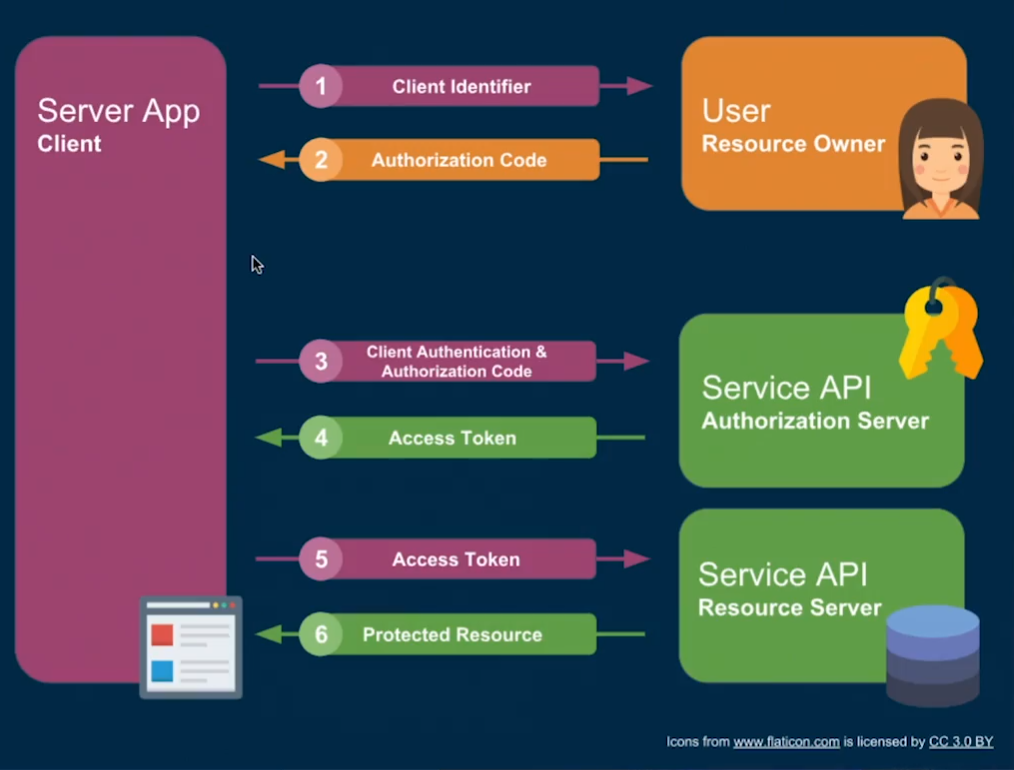 Server App
Client
1
Client Identifier
2
Authorization Code
User
Resource Owner
3
Client Authentication &
Authorization Code
4
Access Token
Service API
Authorization Server
5
Access Token
6
Protected Resource
Service API
Resource Server
Icons from www.flaticon.com is licensed by CC 3.0 BY